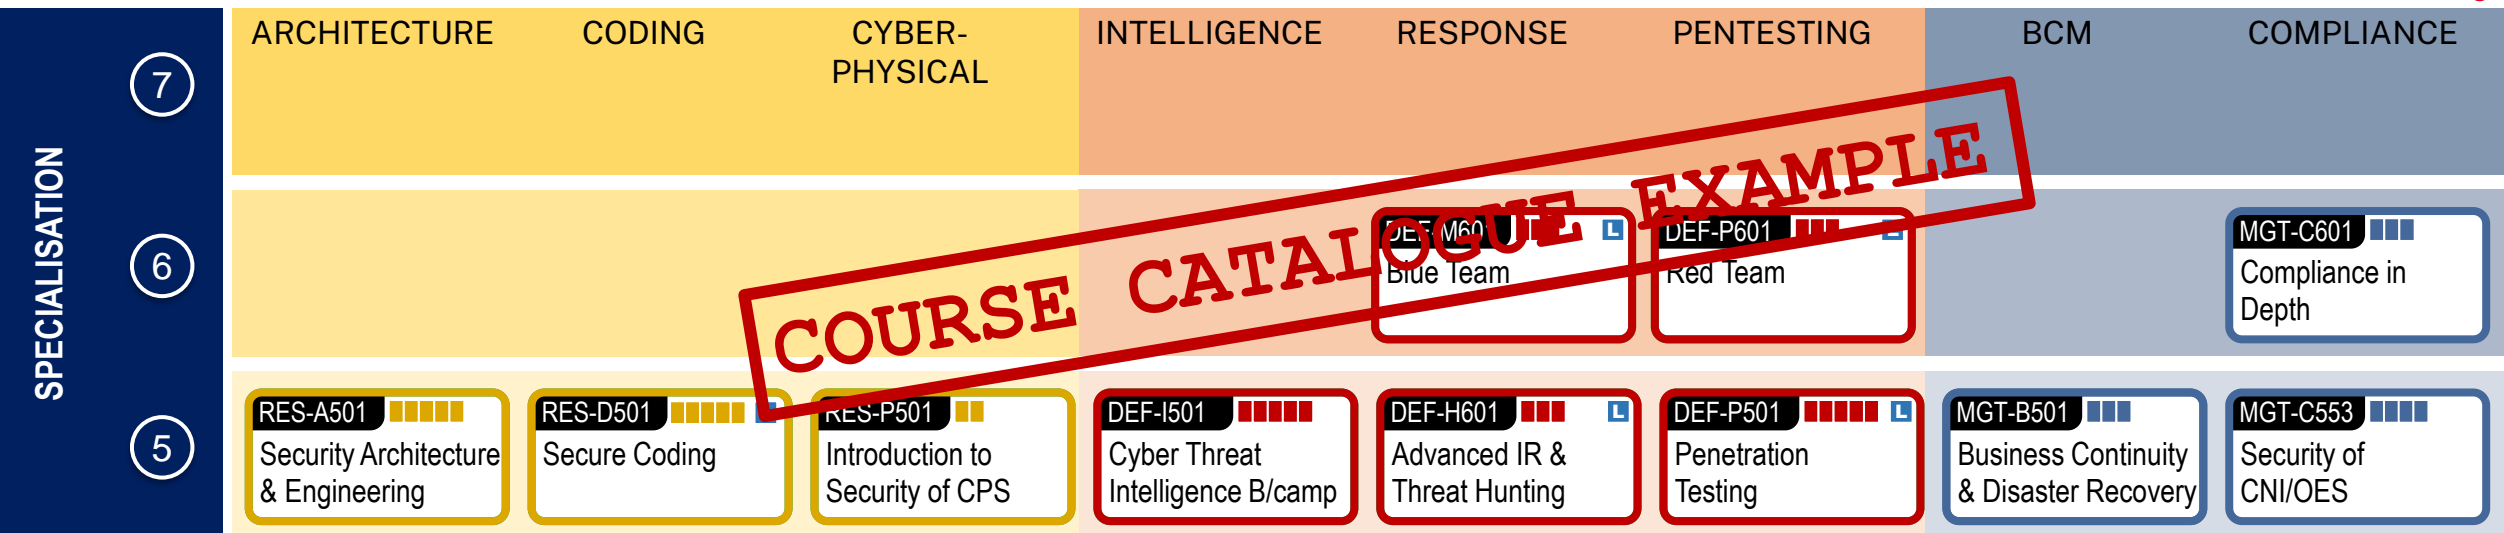 ARCHITECTURE
CODING
CYBER-
PHYSICAL
INTELLIGENCE
RESPONSE
PENTESTING
BCM
COMPLIANCE
SPECIALISATION
7
6
DEF-M601 L
Blue Team
DEF-P601 L
Red Team
MGT-C601
Compliance in
Depth
COURSE CATALOGUE EXAMPLE
5
RES-A501
Security Architecture
& Engineering
RES-D501 L
Secure Coding
RES-P501
Introduction to
Security of CPS
DEF-I501
Cyber Threat
Intelligence B/camp
DEF-H601 L
Advanced IR &
Threat Hunting
DEF-P501 L
Penetration
Testing
MGT-B501
Business Continuity
& Disaster Recovery
MGT-C553
Security of
CNI/OES